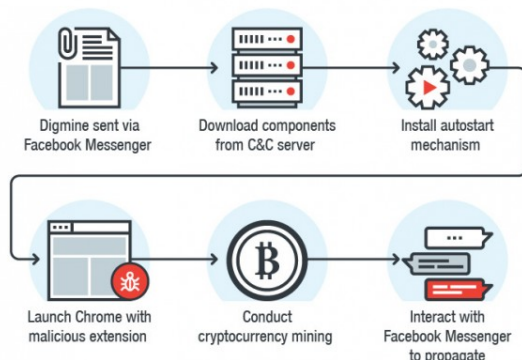 Digmine sent via
Facebook Messenger
Download components
from C&C server
Install autostart
mechanism
Launch Chrome with
malicious extension
Conduct
cryptocurrency mining
Interact with
Facebook Messenger
to propagate